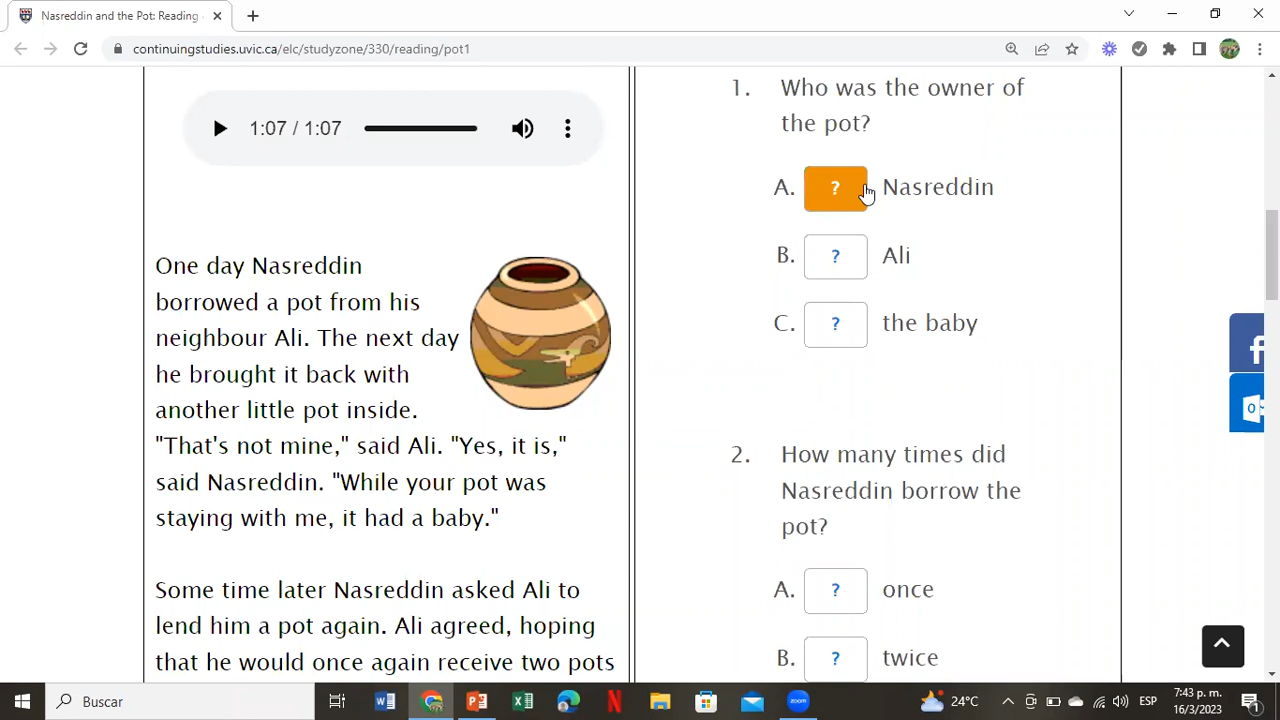 Nasreddin and the Pot: Reading
continuingstudies.uvic.ca/elc/studyzone/330/reading/pot1
1:07 / 1:07
One day Nasreddin
borrowed a pot from his
neighbour Ali. The next day
he brought it back with
another little pot inside.
"That's not mine," said Ali. "Yes, it is,"
said Nasreddin. "While your pot was
staying with me, it had a baby."
Some time later Nasreddin asked Ali to
lend him a pot again. Ali agreed, hoping
that he would once again receive two pots
1. Who was the owner of
the pot?
A. ? Nasreddin
B. ? Ali
C. ? the baby
2. How many times did
Nasreddin borrow the
pot?
A. ? once
B. ? twice
Buscar
24°C
ESP
7:43 p. m.
16/3/2023